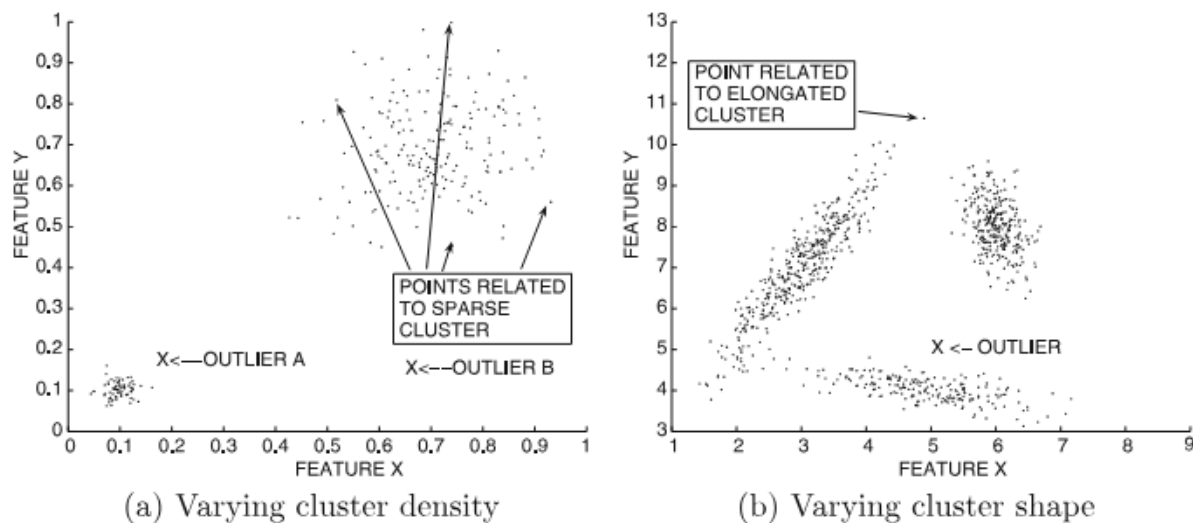 1
0.9
0.8
0.7
0.6
0.5
0.4
0.3
0.2
0.1
0
FEATURE Y
POINTS RELATED
TO SPARSE
CLUSTER
X<—OUTLIER A
X<--OUTLIER B
0 0.1 0.2 0.3 0.4 0.5 0.6 0.7 0.8 0.9 1
FEATURE X
(a) Varying cluster density
13
12
11
10
9
8
7
6
5
4
3
FEATURE Y
POINT RELATED
TO ELONGATED
CLUSTER
X <- OUTLIER
1 2 3 4 5 6 7 8 9
FEATURE X
(b) Varying cluster shape